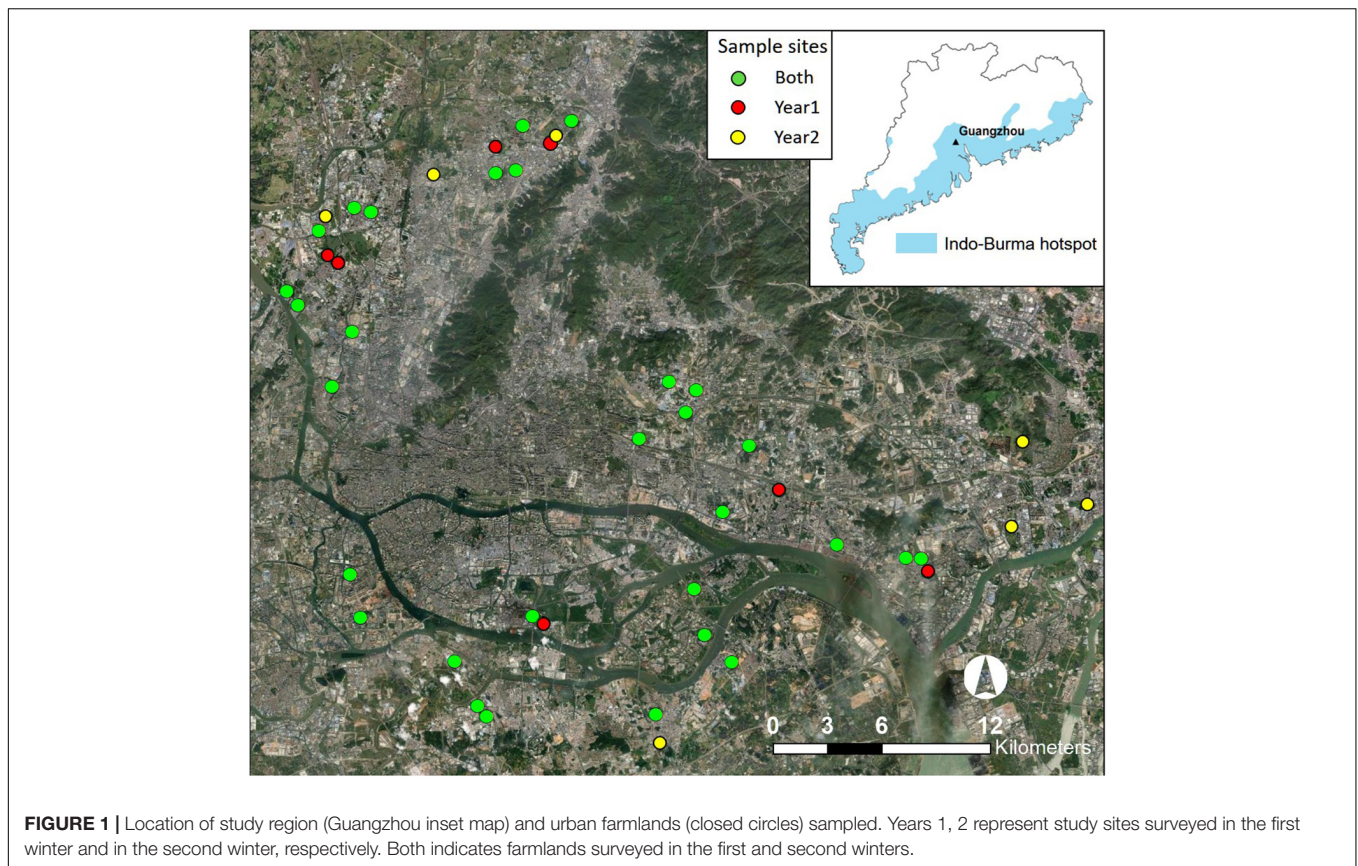 Sample sites
Both
Year1
Year2
Guangzhou
Indo-Burma hotspot
0 3 6 12
Kilometers
FIGURE 1 | Location of study region (Guangzhou inset map) and urban farmlands (closed circles) sampled. Years 1, 2 represent study sites surveyed in the first
winter and in the second winter, respectively. Both indicates farmlands surveyed in the first and second winters.